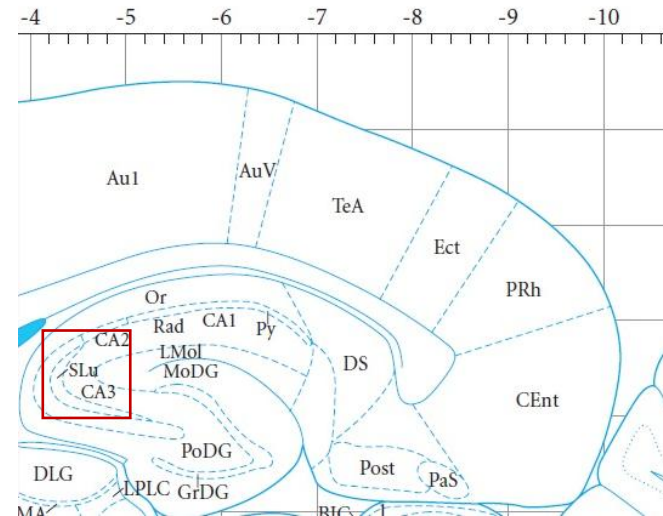 -4 -5 -6 -7 -8 -9 -10
Au1
AuV
TeA
Ect
PRh
Or
Rad
CA1
Py
CA2
LMol
SLu
MoDG
CA3
DS
CEnt
PoDG
Post
PaS
DLG
LPLC
GrDG